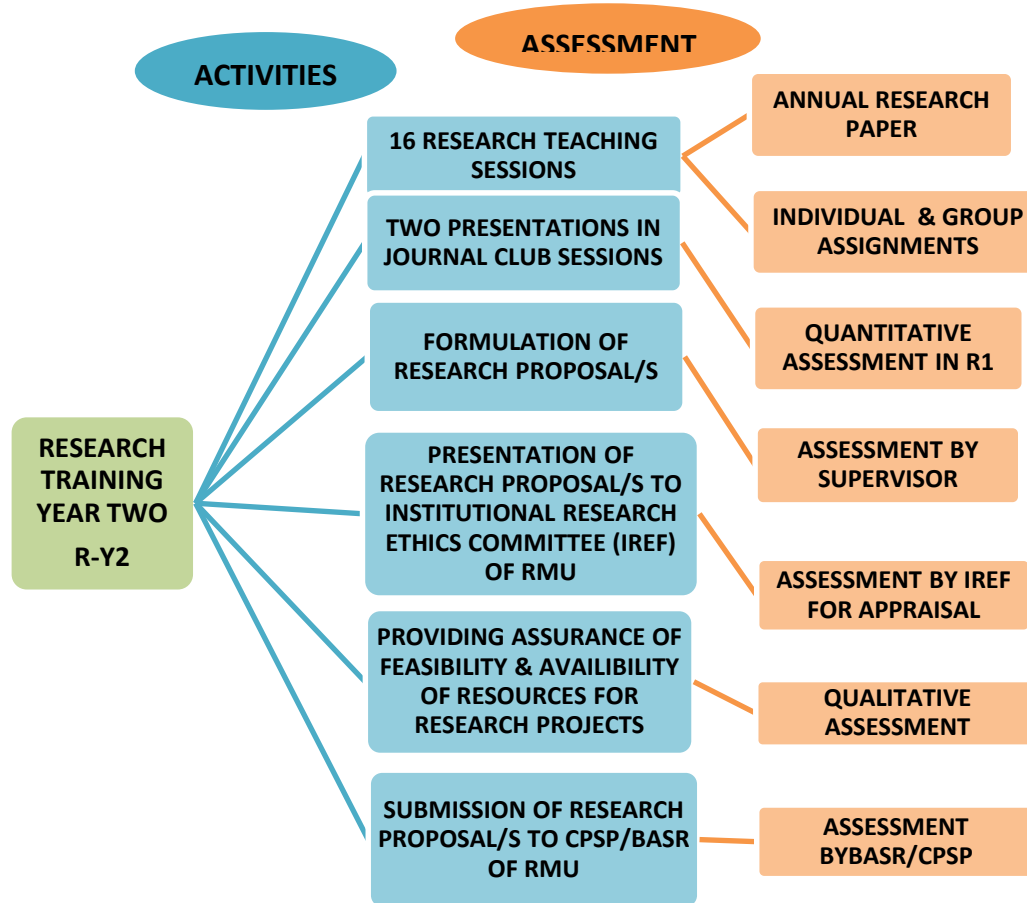 ACTIVITIES
ASSESSMENT
RESEARCH
TRAINING
YEAR TWO
R-Y2
16 RESEARCH TEACHING
SESSIONS
TWO PRESENTATIONS IN
JOURNAL CLUB SESSIONS
FORMULATION OF
RESEARCH PROPOSAL/S
PRESENTATION OF
RESEARCH PROPOSAL/S TO
INSTITUTIONAL RESEARCH
ETHICS COMMITTEE (IREF)
OF RMU
PROVIDING ASSURANCE OF
FEASIBILITY & AVAILIBILITY
OF RESOURCES FOR
RESEARCH PROJECTS
SUBMISSION OF RESEARCH
PROPOSAL/S TO CPSP/BASR
OF RMU
ANNUAL RESEARCH
PAPER
INDIVIDUAL & GROUP
ASSIGNMENTS
QUANTITATIVE
ASSESSMENT IN R1
ASSESSMENT BY
SUPERVISOR
ASSESSMENT BY IREF
FOR APPRAISAL
QUALITATIVE
ASSESSMENT
ASSESSMENT
BYBASR/CPSP